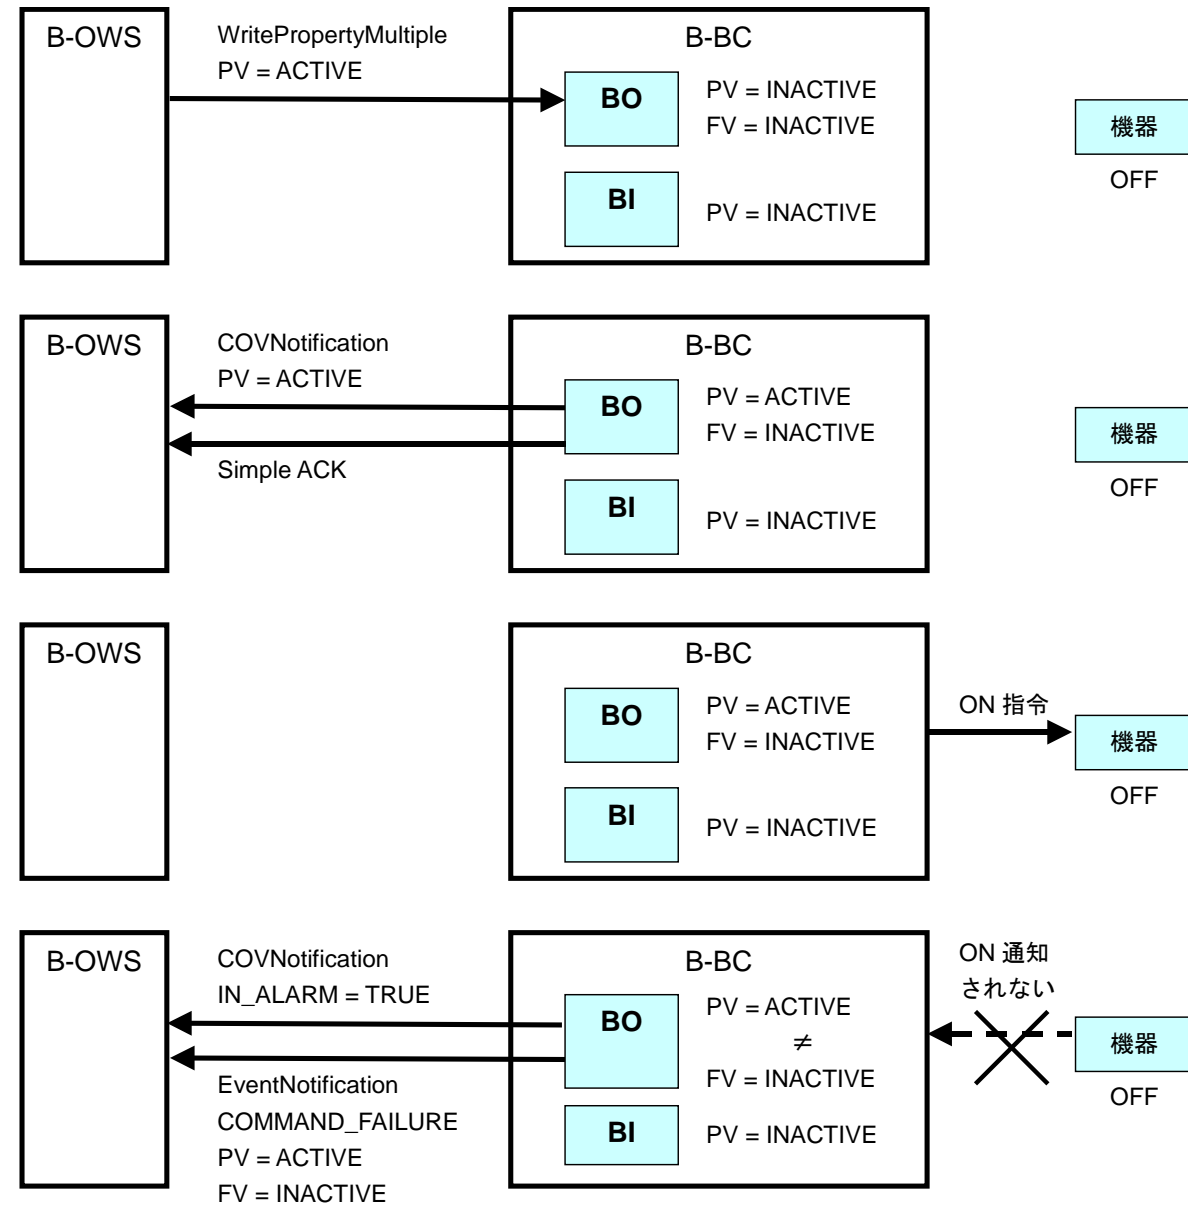 B-OWS
WritePropertyMultiple
PV = ACTIVE
B-BC
BO
PV = INACTIVE
FV = INACTIVE
BI
PV = INACTIVE
機器
OFF
B-OWS
COVNotification
PV = ACTIVE
Simple ACK
B-BC
BO
PV = ACTIVE
FV = INACTIVE
BI
PV = INACTIVE
機器
OFF
B-OWS
B-BC
BO
PV = ACTIVE
FV = INACTIVE
BI
PV = INACTIVE
ON 指令
機器
OFF
B-OWS
COVNotification
IN_ALARM = TRUE
EventNotification
COMMAND_FAILURE
PV = ACTIVE
FV = INACTIVE
B-BC
BO
PV = ACTIVE
≠
FV = INACTIVE
BI
PV = INACTIVE
ON 通知
されない
機器
OFF